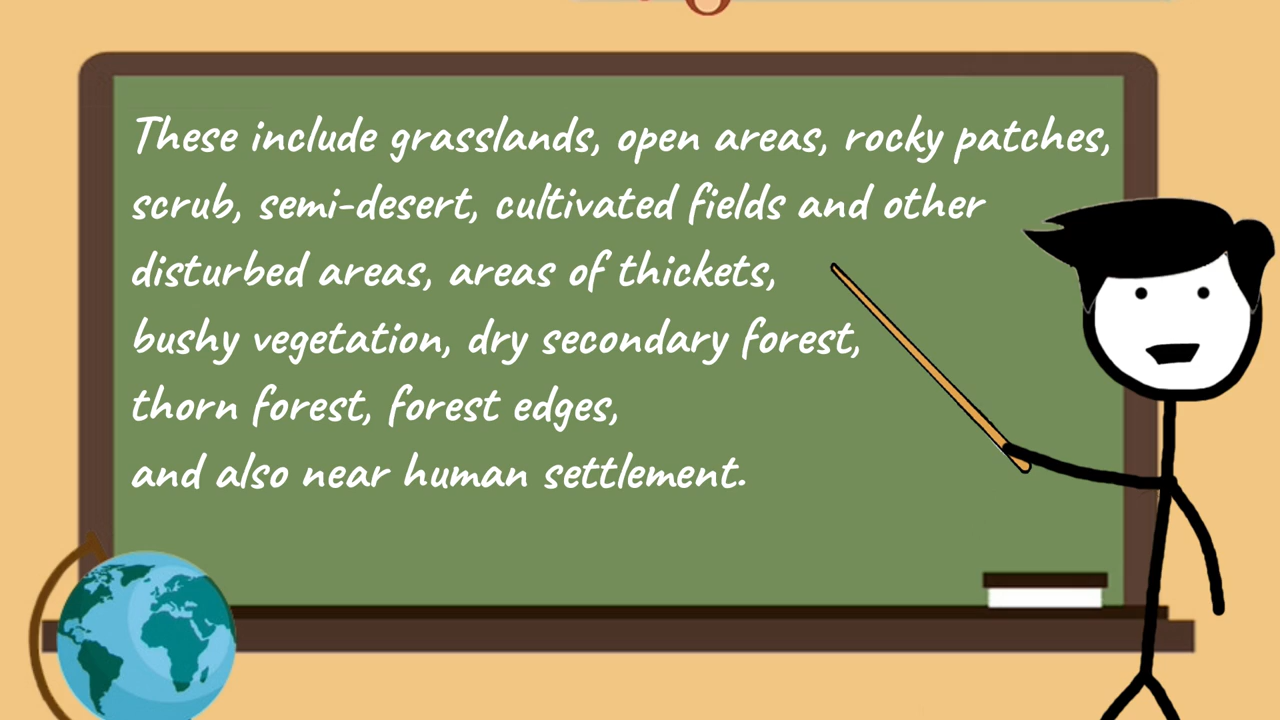 These include grasslands, open areas, rocky patches,
scrub, semi-desert, cultivated fields and other
disturbed areas, areas of thickets,
bushy vegetation, dry secondary forest,
thorn forest, forest edges,
and also near human settlement.